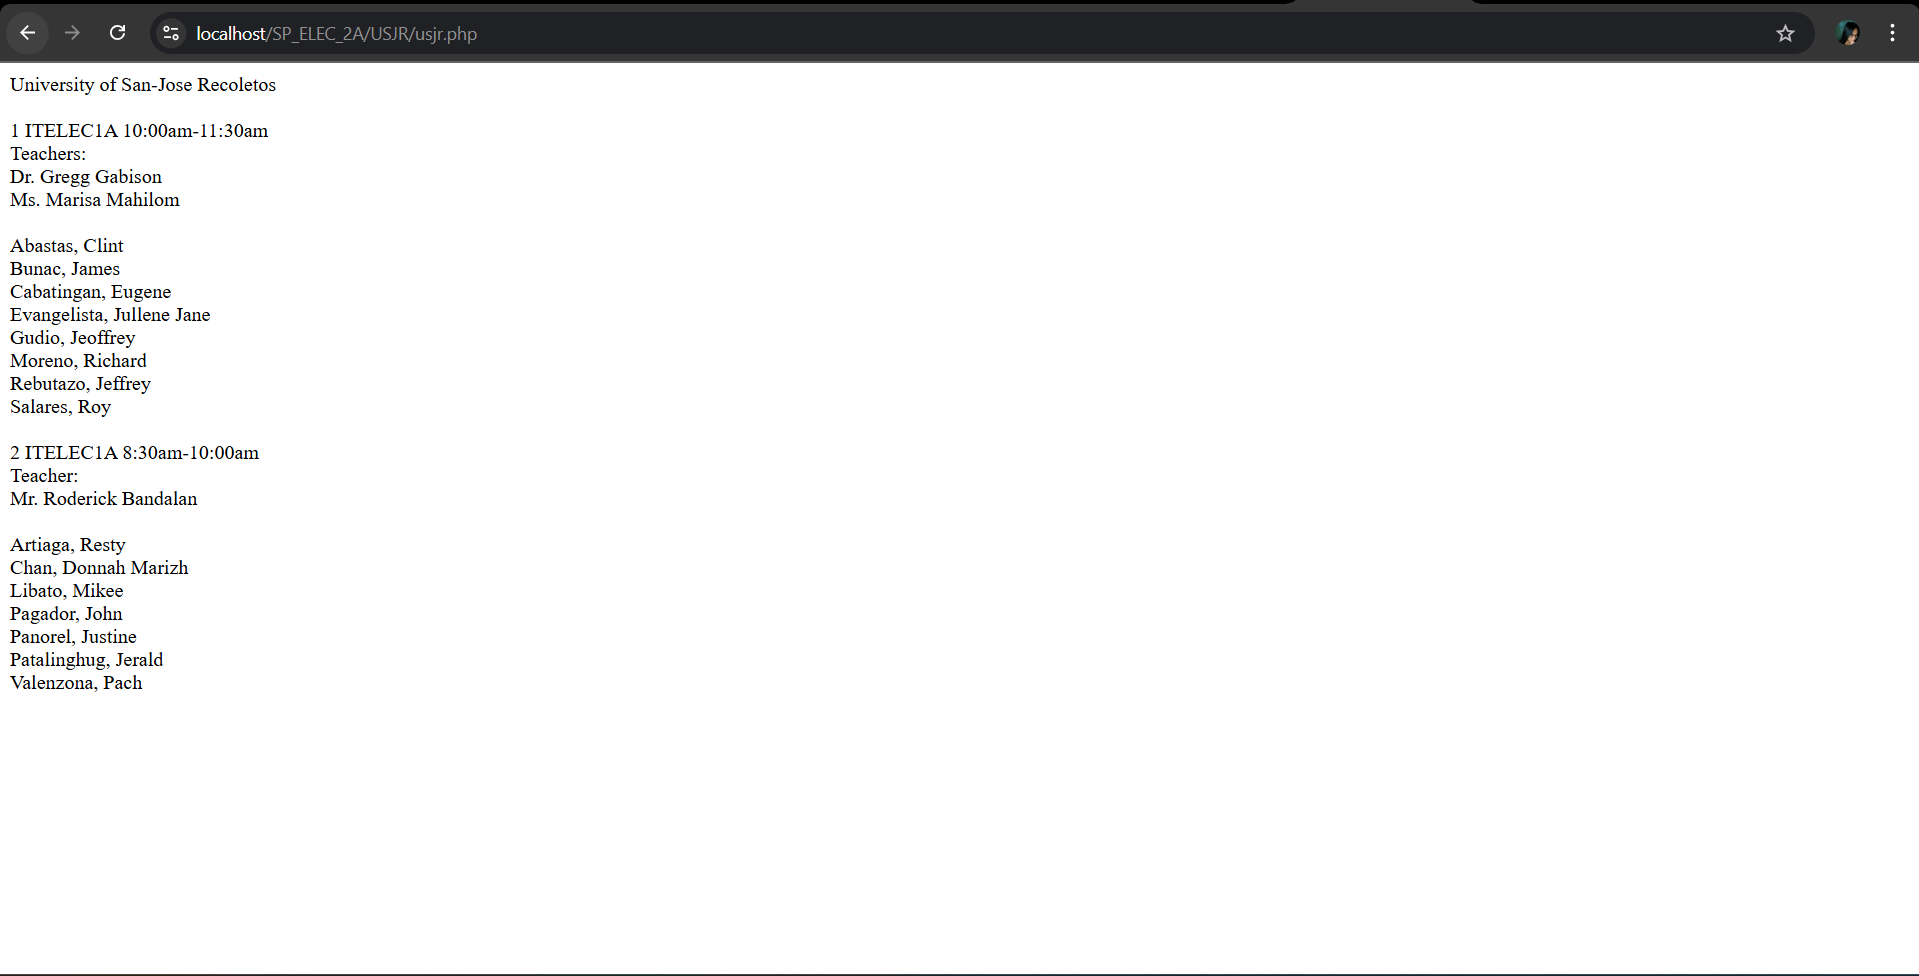 localhost/SP_ELEC_2A/USJR/usjr.php
University of San-Jose Recoletos
1 ITELEC1A 10:00am-11:30am
Teachers:
Dr. Gregg Gabison
Ms. Marisa Mahilom
Abastas, Clint
Bunac, James
Cabatingan, Eugene
Evangelista, Jullene Jane
Gudio, Jeoffrey
Moreno, Richard
Rebutazo, Jeffrey
Salares, Roy
2 ITELEC1A 8:30am-10:00am
Teacher:
Mr. Roderick Bandalan
Artiaga, Resty
Chan, Donnah Marizh
Libato, Mikee
Pagador, John
Panorel, Justine
Patalinghug, Jerald
Valenzona, Pach